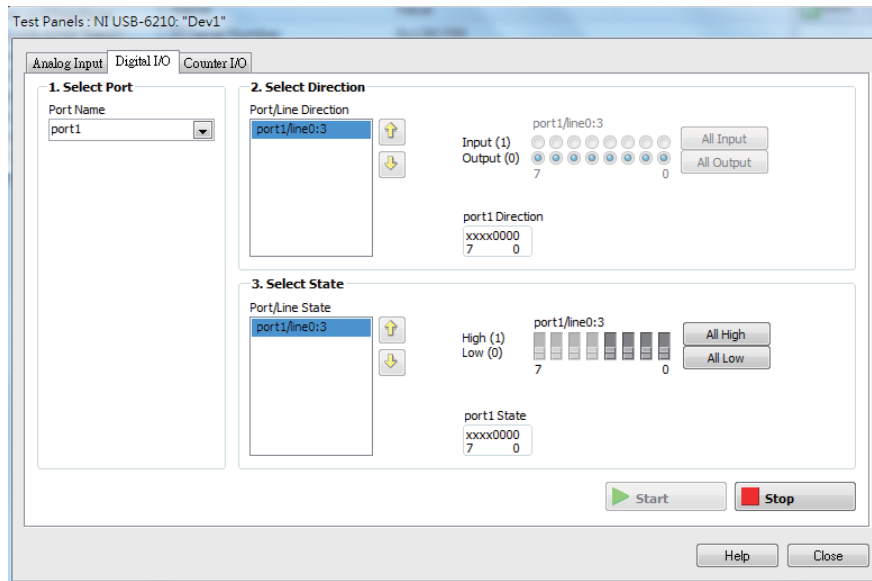 Test Panels : NI USB-6210: "Dev1"
Analog Input
Digital I/O
Counter I/O
1. Select Port
Port Name
port1
2. Select Direction
Port/Line Direction
port1/line0:3
port1/line0:3
Input (1)
Output (0)
7 0
All Input
All Output
port1 Direction
xxxx0000
7 0
3. Select State
Port/Line State
port1/line0:3
port1/line0:3
High (1)
Low (0)
7 0
All High
All Low
port1 State
xxxx0000
7 0
Start
Stop
Help
Close